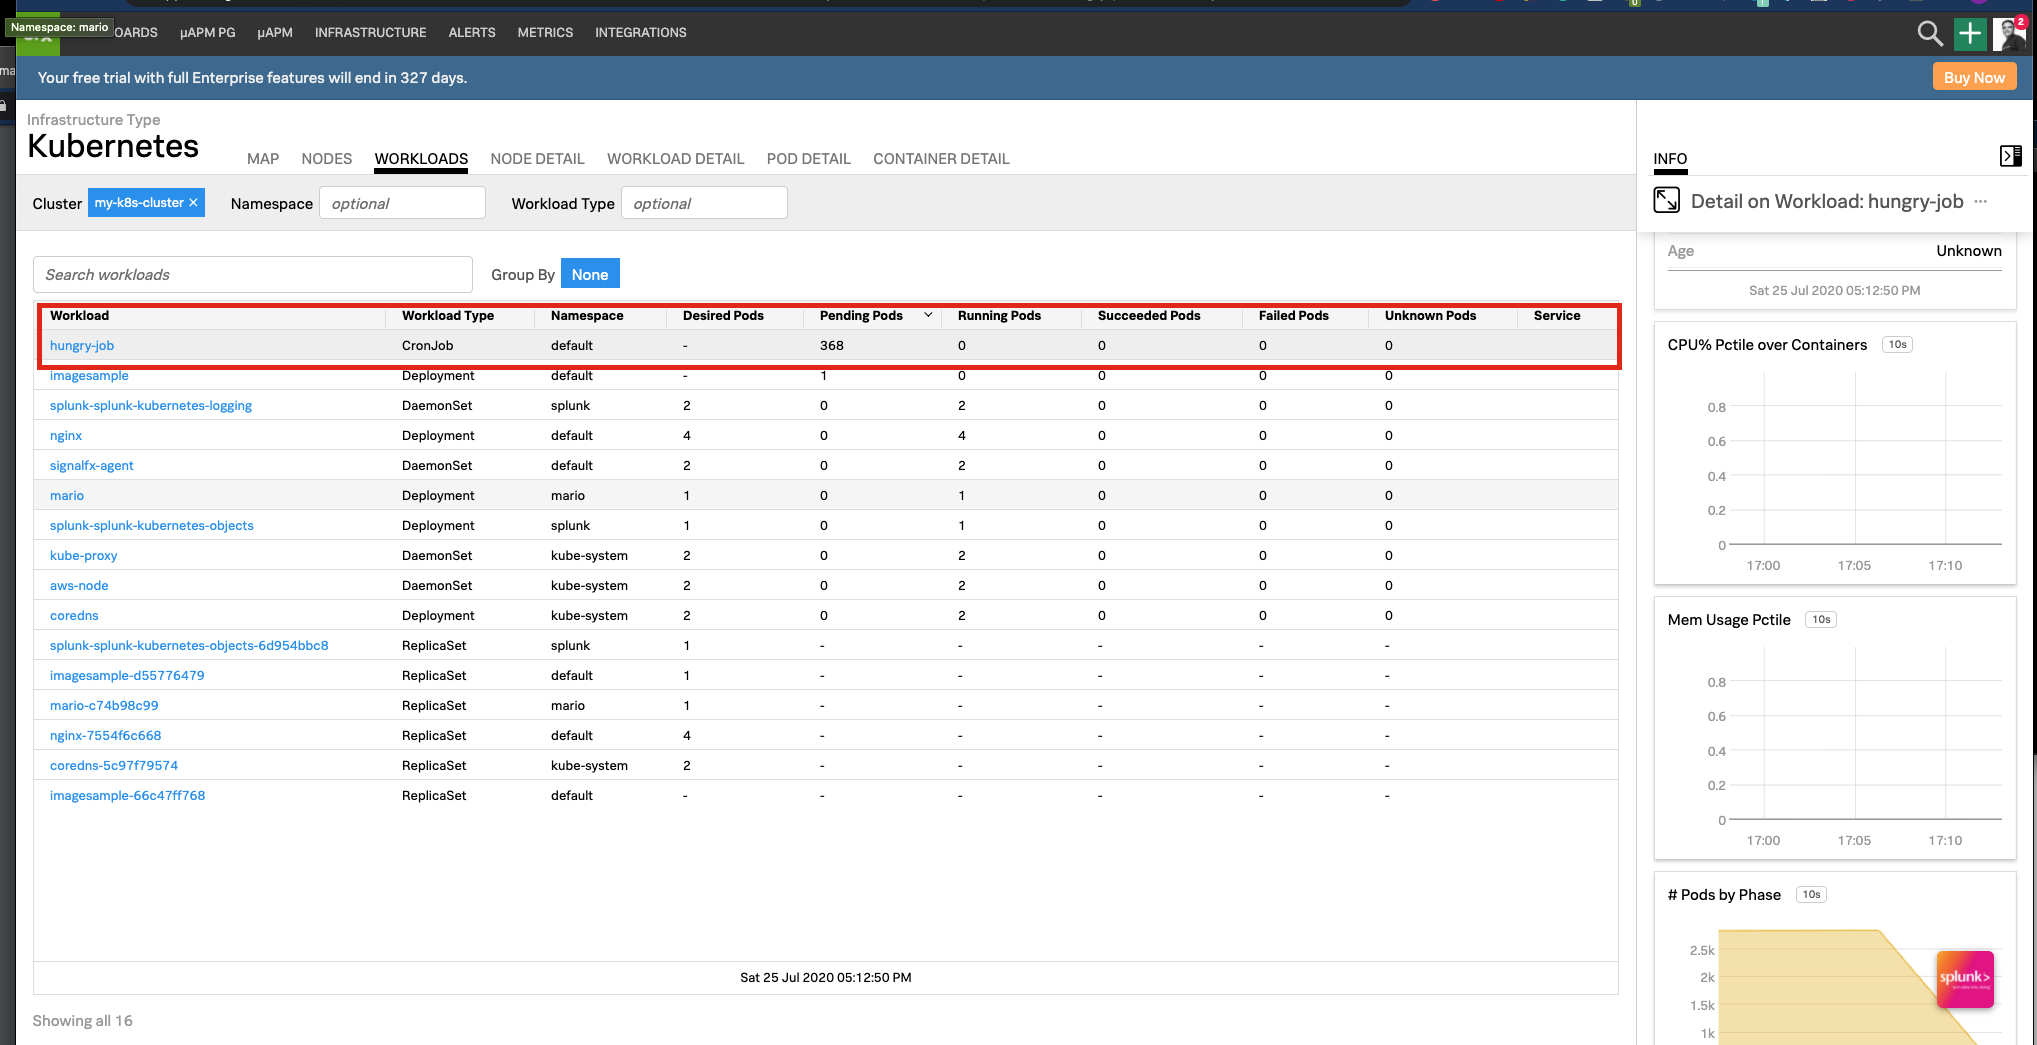 Namespace: mario
OARDS µAPM PG µAPM INFRASTRUCTURE ALERTS METRICS INTEGRATIONS
2
Your free trial with full Enterprise features will end in 327 days.
Buy Now
Infrastructure Type
Kubernetes
MAP NODES WORKLOADS NODE DETAIL WORKLOAD DETAIL POD DETAIL CONTAINER DETAIL
Cluster my-k8s-cluster × Namespace optional Workload Type optional
Search workloads Group By None
Workload Workload Type Namespace Desired Pods Pending Pods Running Pods Succeeded Pods Failed Pods Unknown Pods Service
hungry-job CronJob default - 368 0 0 0 0
imagesample Deployment default - 1 0 0 0 0
splunk-splunk-kubernetes-logging DaemonSet splunk 2 0 2 0 0 0
nginx Deployment default 4 0 4 0 0 0
signalfx-agent DaemonSet default 2 0 2 0 0 0
mario Deployment mario 1 0 1 0 0 0
splunk-splunk-kubernetes-objects Deployment splunk 1 0 1 0 0 0
kube-proxy DaemonSet kube-system 2 0 2 0 0 0
aws-node DaemonSet kube-system 2 0 2 0 0 0
coredns Deployment kube-system 2 0 2 0 0 0
splunk-splunk-kubernetes-objects-6d954bbc8 ReplicaSet splunk 1 - - - - -
imagesample-d55776479 ReplicaSet default 1 - - - - -
mario-c74b98c99 ReplicaSet mario 1 - - - - -
nginx-7554f6c668 ReplicaSet default 4 - - - - -
coredns-5c97f79574 ReplicaSet kube-system 2 - - - - -
imagesample-66c47ff768 ReplicaSet default - - - - - -
Sat 25 Jul 2020 05:12:50 PM
Showing all 16
INFO
Detail on Workload: hungry-job ...
Age Unknown
Sat 25 Jul 2020 05:12:50 PM
CPU% Pctile over Containers 10s
0.8
0.6
0.4
0.2
0
17:00 17:05 17:10
Mem Usage Pctile 10s
0.8
0.6
0.4
0.2
0
17:00 17:05 17:10
# Pods by Phase 10s
2.5k
2k
1.5k
1k
splunk>